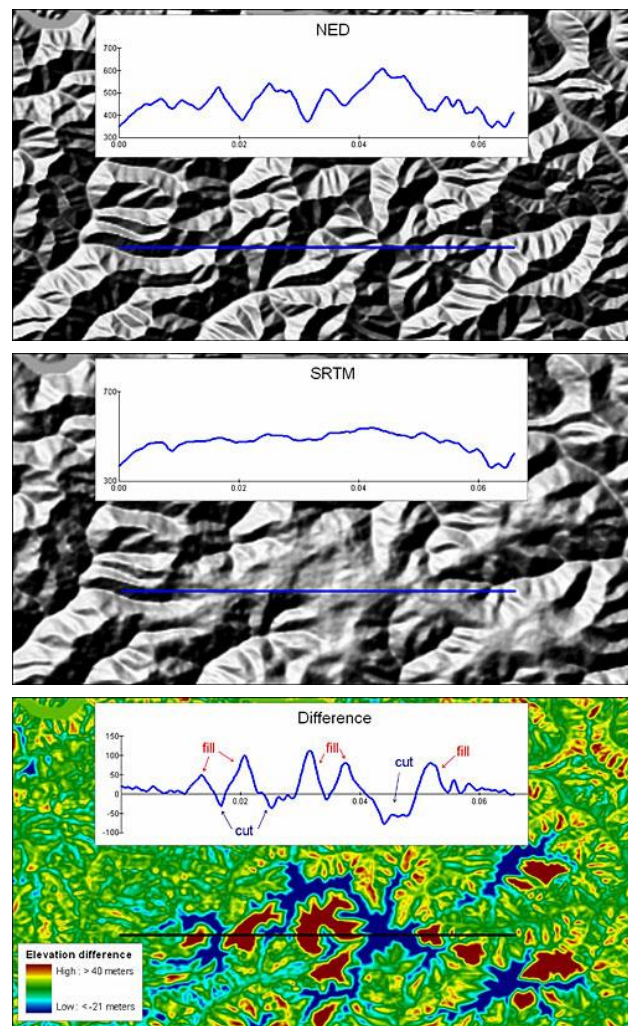 NED
700
600
500
400
300
0.00
0.02
0.04
0.06
SRTM
700
300
0.00
0.02
0.04
0.06
Difference
150
100
50
0
-50
-100
fill
fill
cut
fill
0.02
0.04
0.06
cut
Elevation difference
High : > 40 meters
Low : < -21 meters